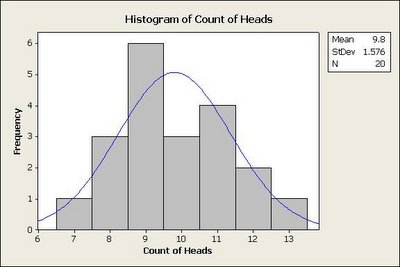 Histogram of Count of Heads
Mean 9.8
StDev 1.576
N 20
6
5
4
3
2
1
0
Frequency
6 7 8 9 10 11 12 13
Count of Heads